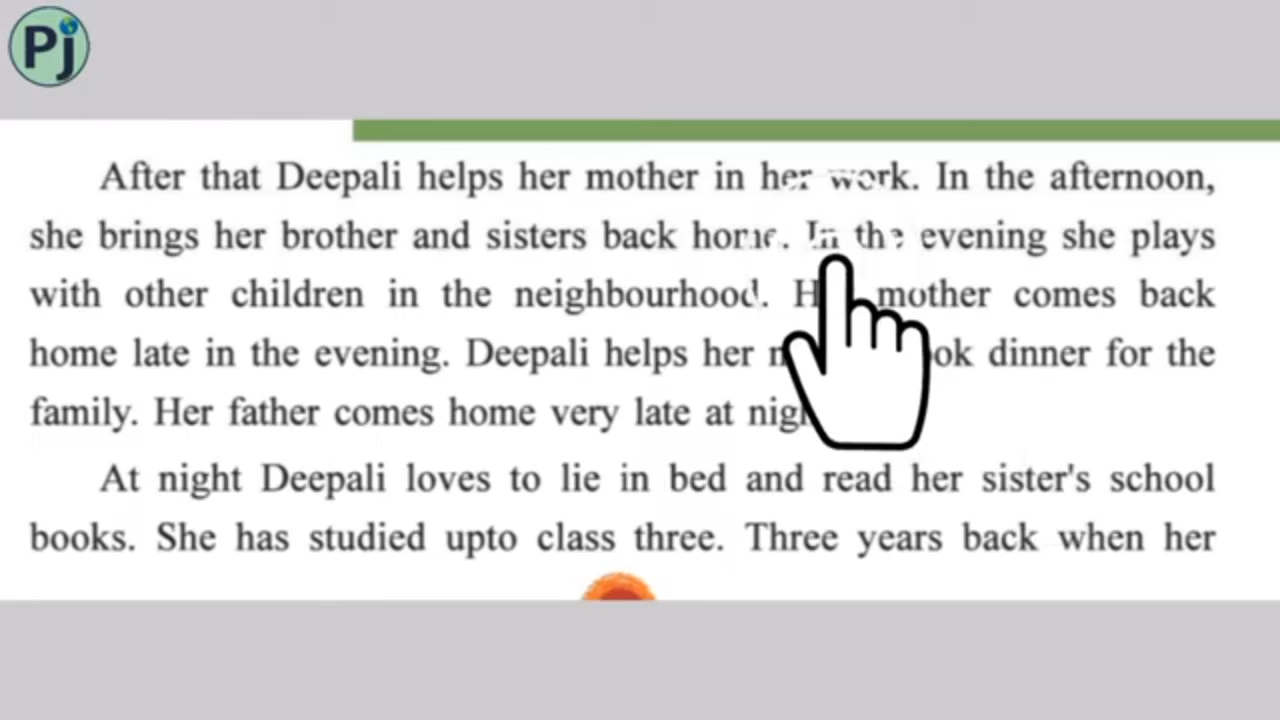 Pj
After that Deepali helps her mother in her work. In the afternoon,
she brings her brother and sisters back home. In the evening she plays
with other children in the neighbourhood. mother comes back
home late in the evening. Deepali helps her dinner for the
family. Her father comes home very late at
At night Deepali loves to lie in bed and read her sister's school
books. She has studied upto class three. Three years back when her